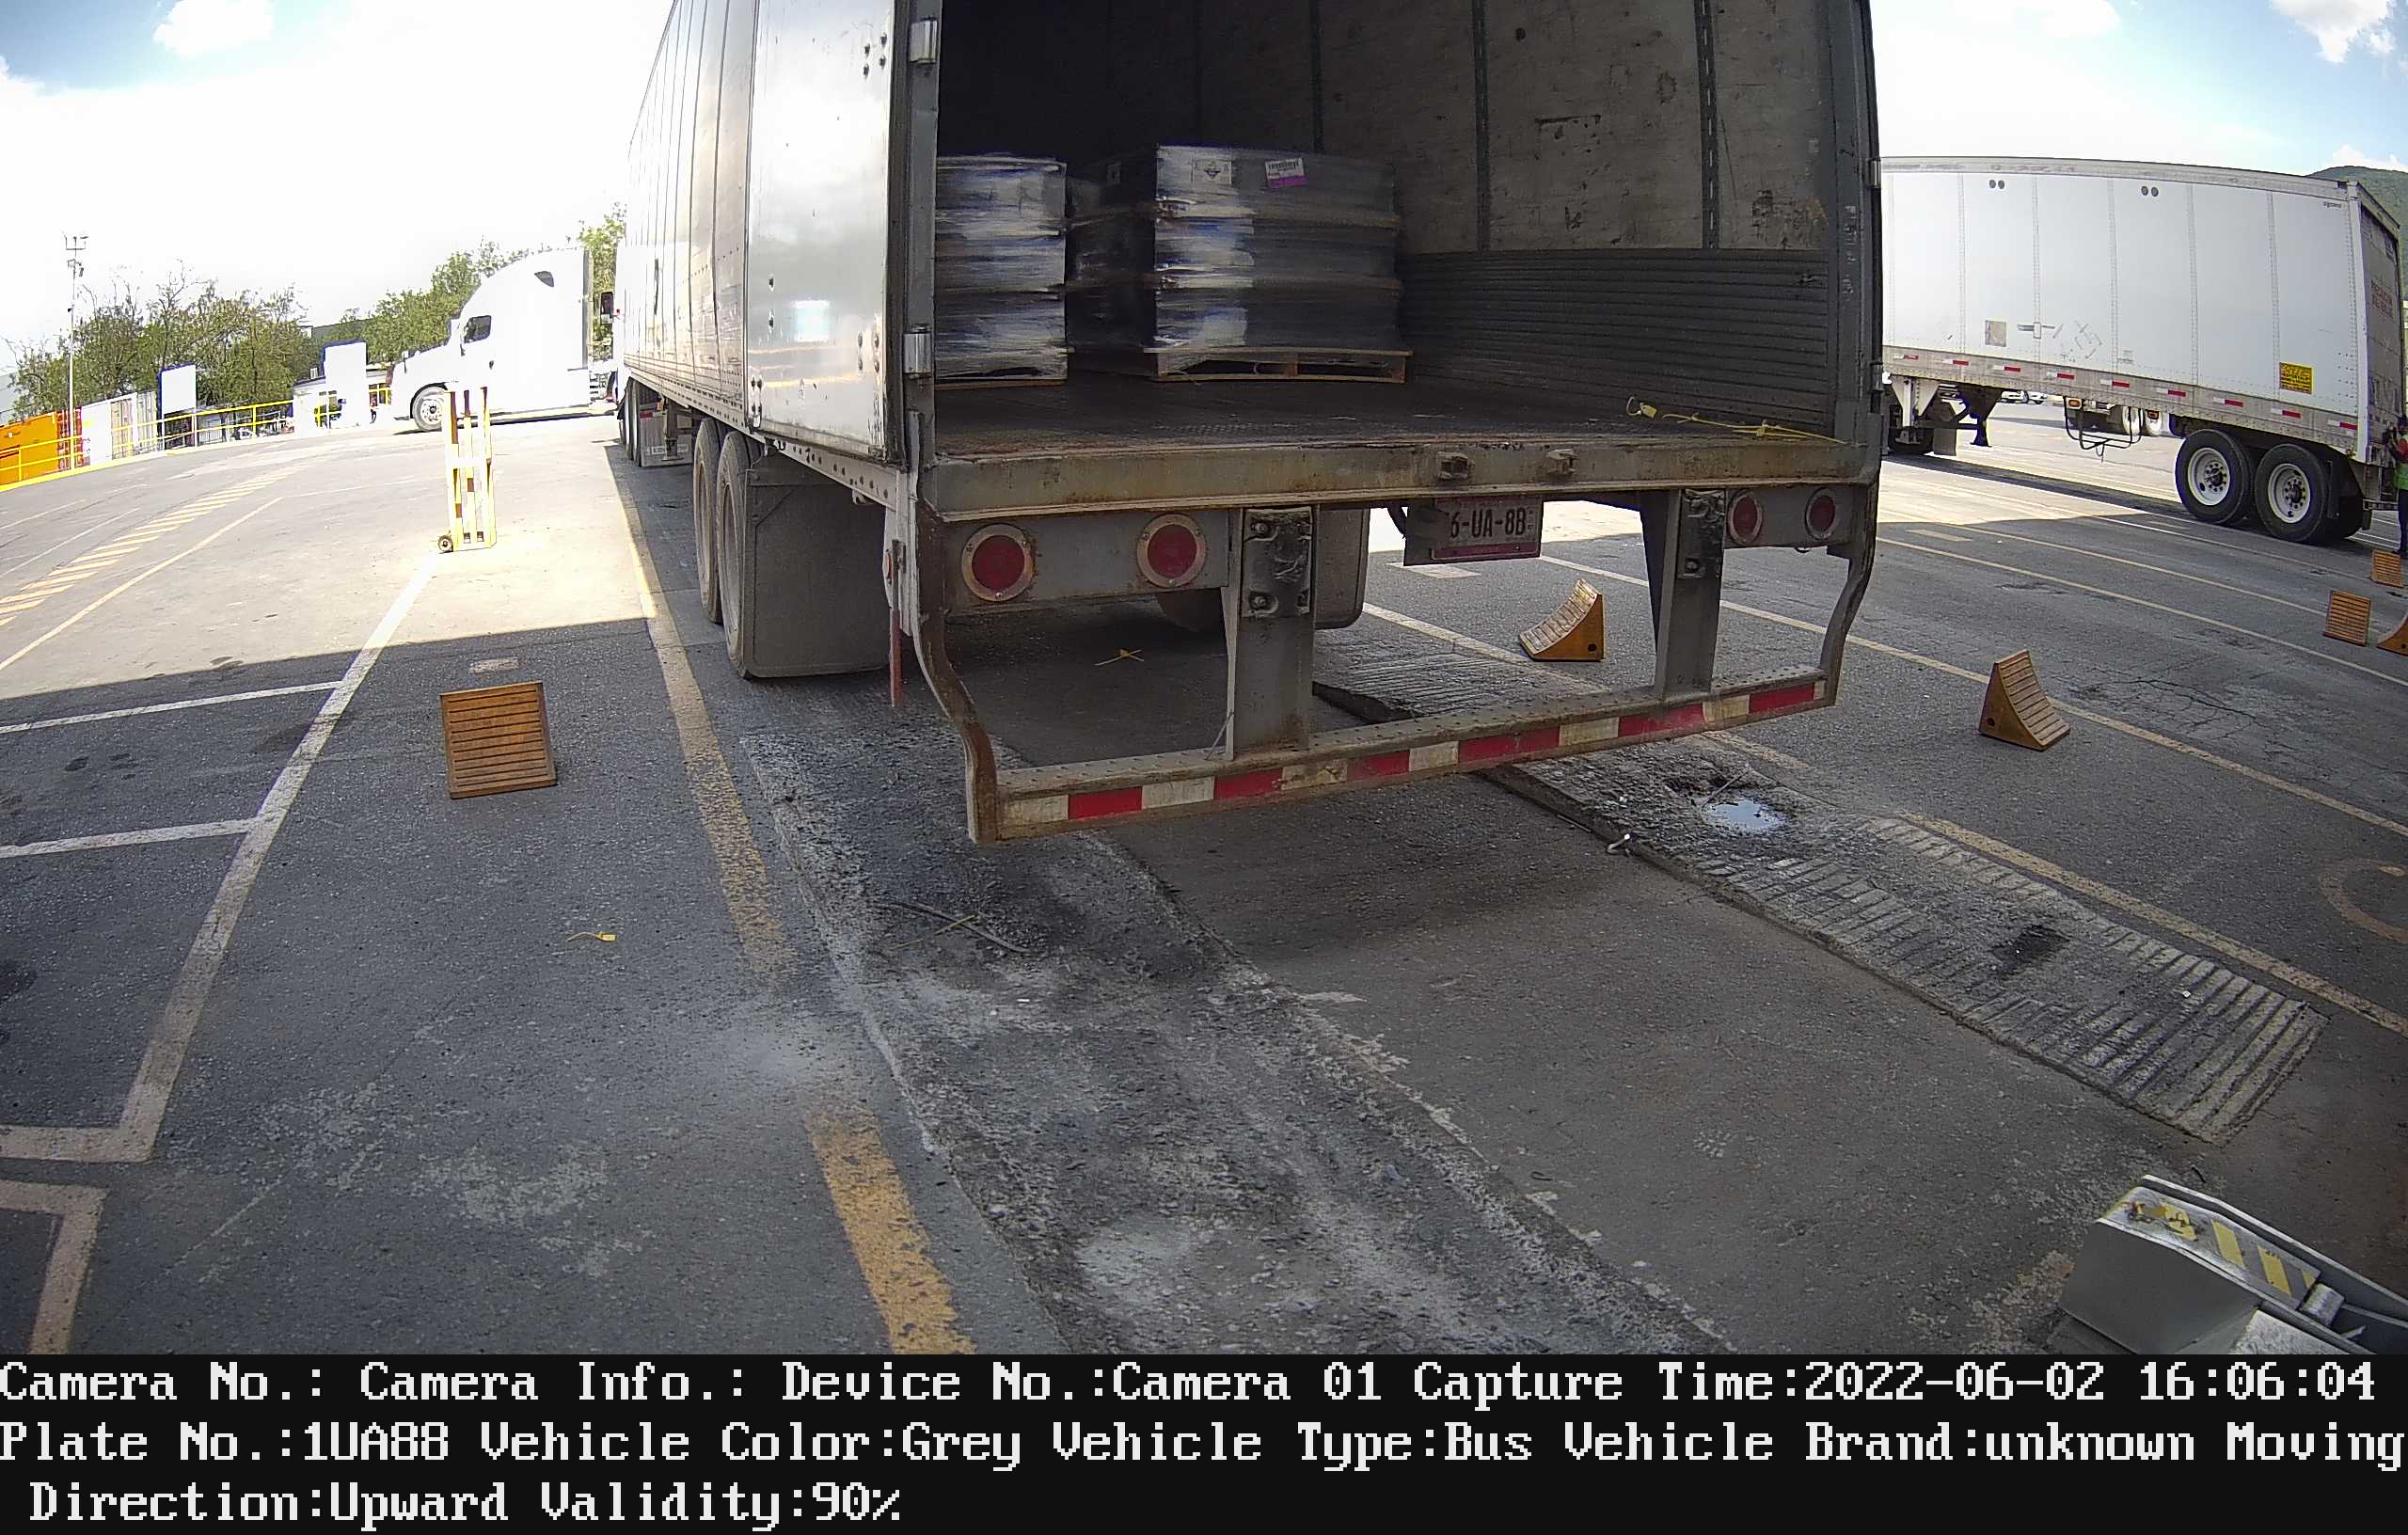 6-UA-8B
Camera No.: Camera Info.: Device No.:Camera 01 Capture Time:2022-06-02 16:06:04
Plate No.:1UA88 Vehicle Color:Grey Vehicle Type:Bus Vehicle Brand:unknown Moving
Direction:Upward Validity:90%